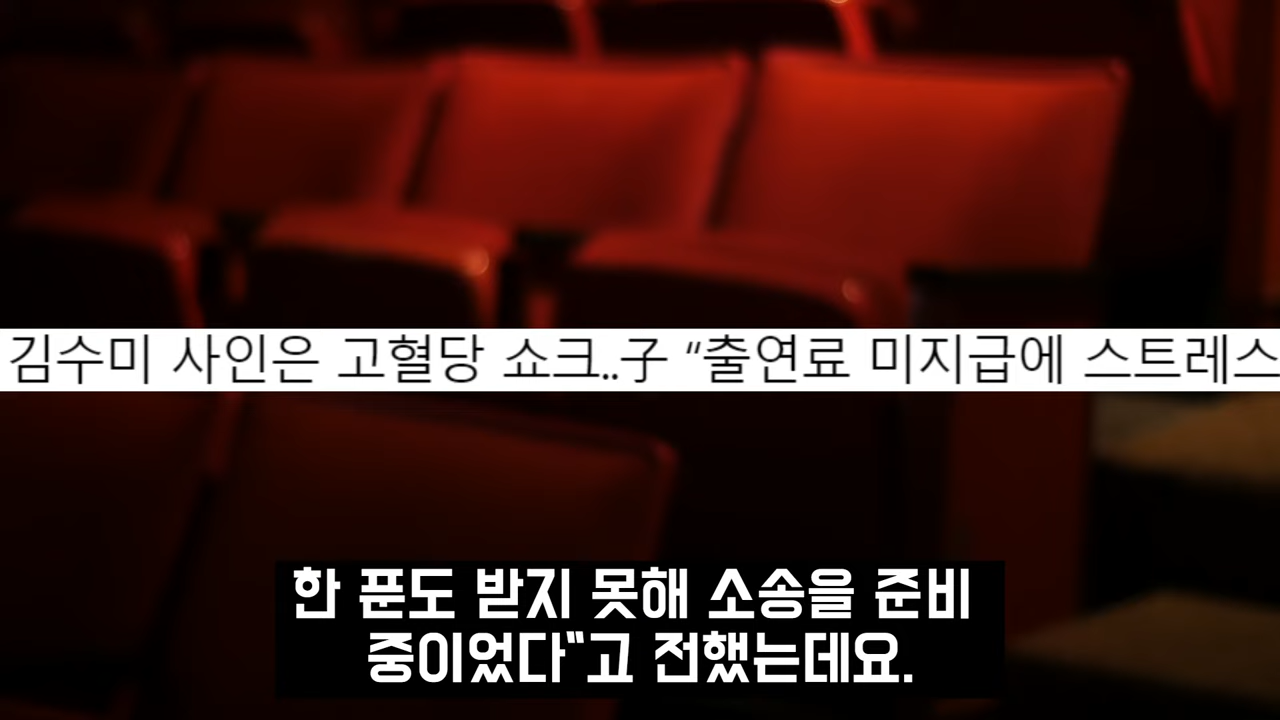 김수미 사인은 고혈당 쇼크..子 "출연료 미지급에 스트레스
한 푼도 받지 못해 소송을 준비
중이었다"고 전했는데요.